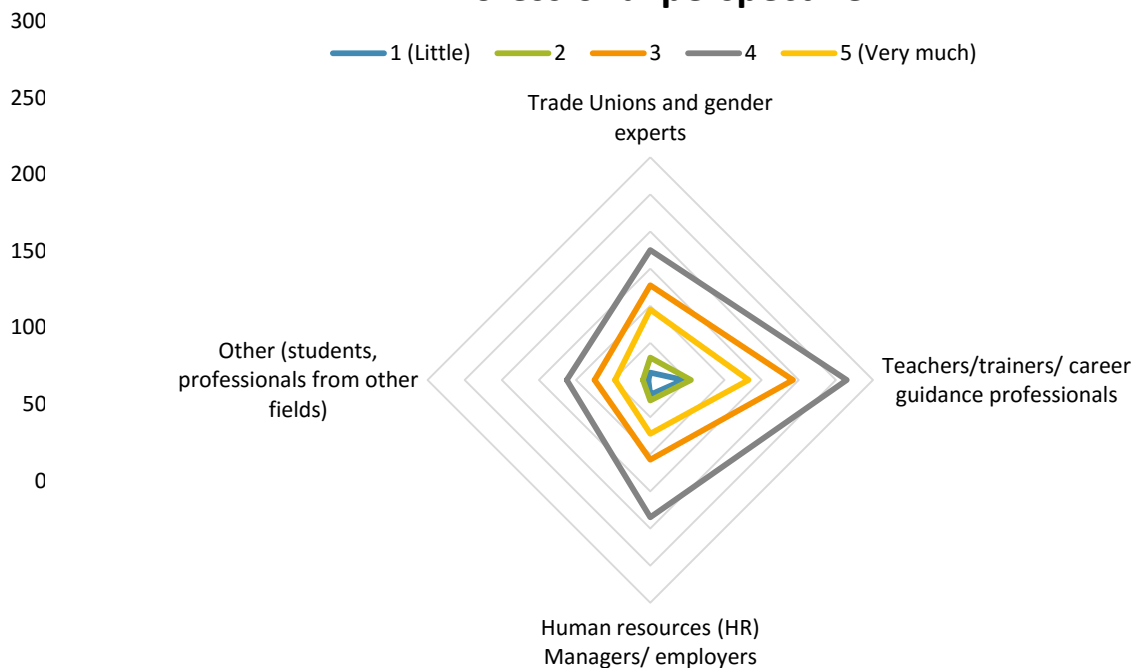 300
1 (Little) 2 3 4 5 (Very much)
250
Trade Unions and gender
experts
200
150
100
Other (students,
professionals from other
fields)
Teachers/trainers/ career
guidance professionals
50
0
Human resources (HR)
Managers/ employers